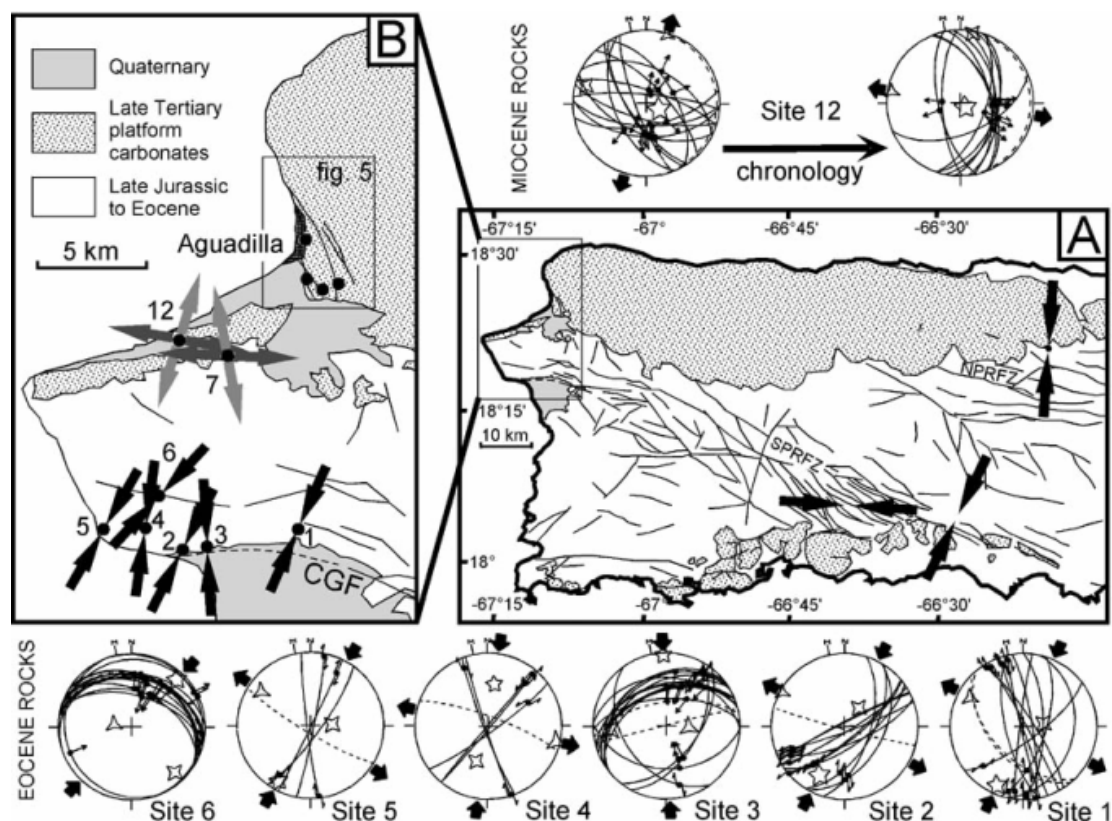 B
Quaternary
Late Tertiary
platform
carbonates
Late Jurassic
to Eocene
5 km
Aguadilla
fig. 5
12
7
6
5
4
2
3
1
CGF
MIOCENE ROCKS
M N
M N
Site 12
chronology
A
-67°15'
-67°
-66°45'
-66°30'
18°30'
18°15'
18°
10 km
NPRFZ
SPRFZ
-67°15'
-67°
-66°45'
-66°30'
EOCENE ROCKS
M N
M N
M N
M N
M N
M N
Site 6
Site 5
Site 4
Site 3
Site 2
Site 1